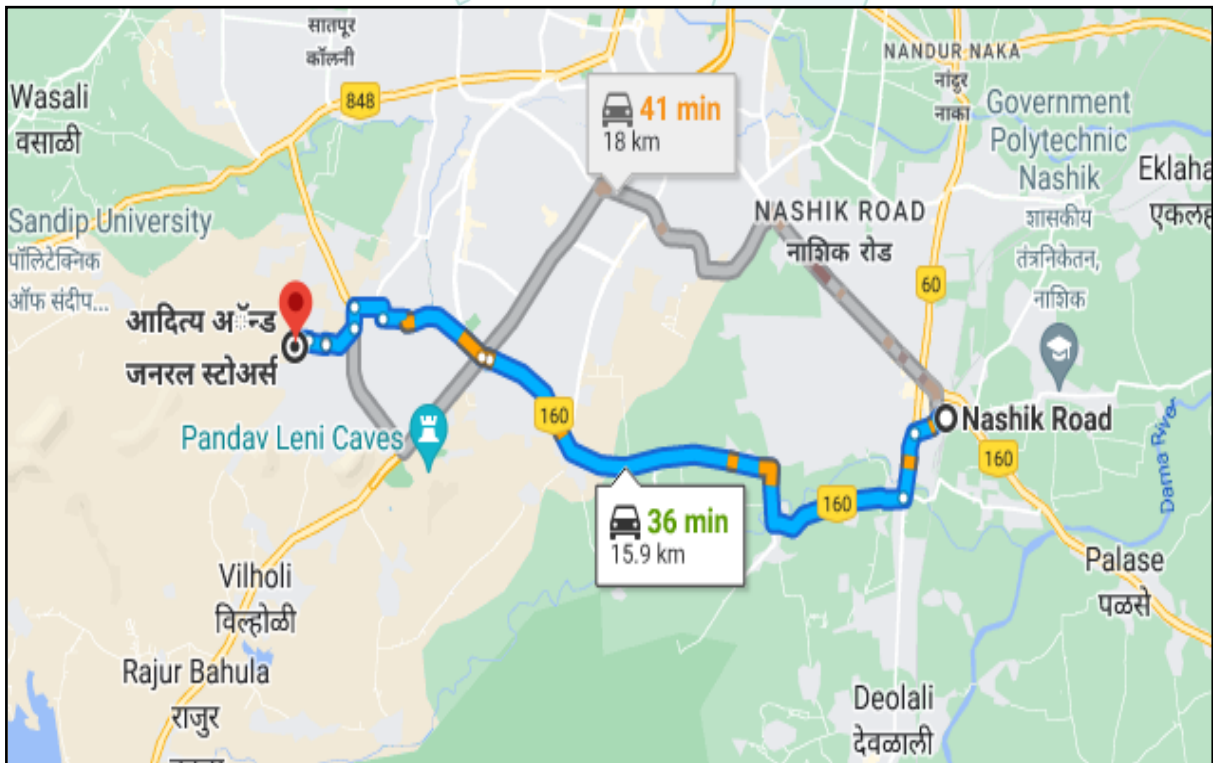 सातपूर
कॉलनी
NANDUR NAKA
नांदूर
नाका
Wasali
वसाळी
848
41 min
18 km
Government
Polytechnic
Nashik
शासकीय
तंत्रनिकेतन,
नाशिक
Eklaha
एकलह
Sandip University
पॉलिटेक्निक
ऑफ संदीप...
NASHIK ROAD
नाशिक रोड
60
आदित्य अॅन्ड
जनरल स्टोअर्स
160
Pandav Leni Caves
Nashik Road
160
Darna River
36 min
15.9 km
160
Vilholi
विल्होळी
Palase
पळसे
Rajur Bahula
राजुर
Deolali
देवळाली